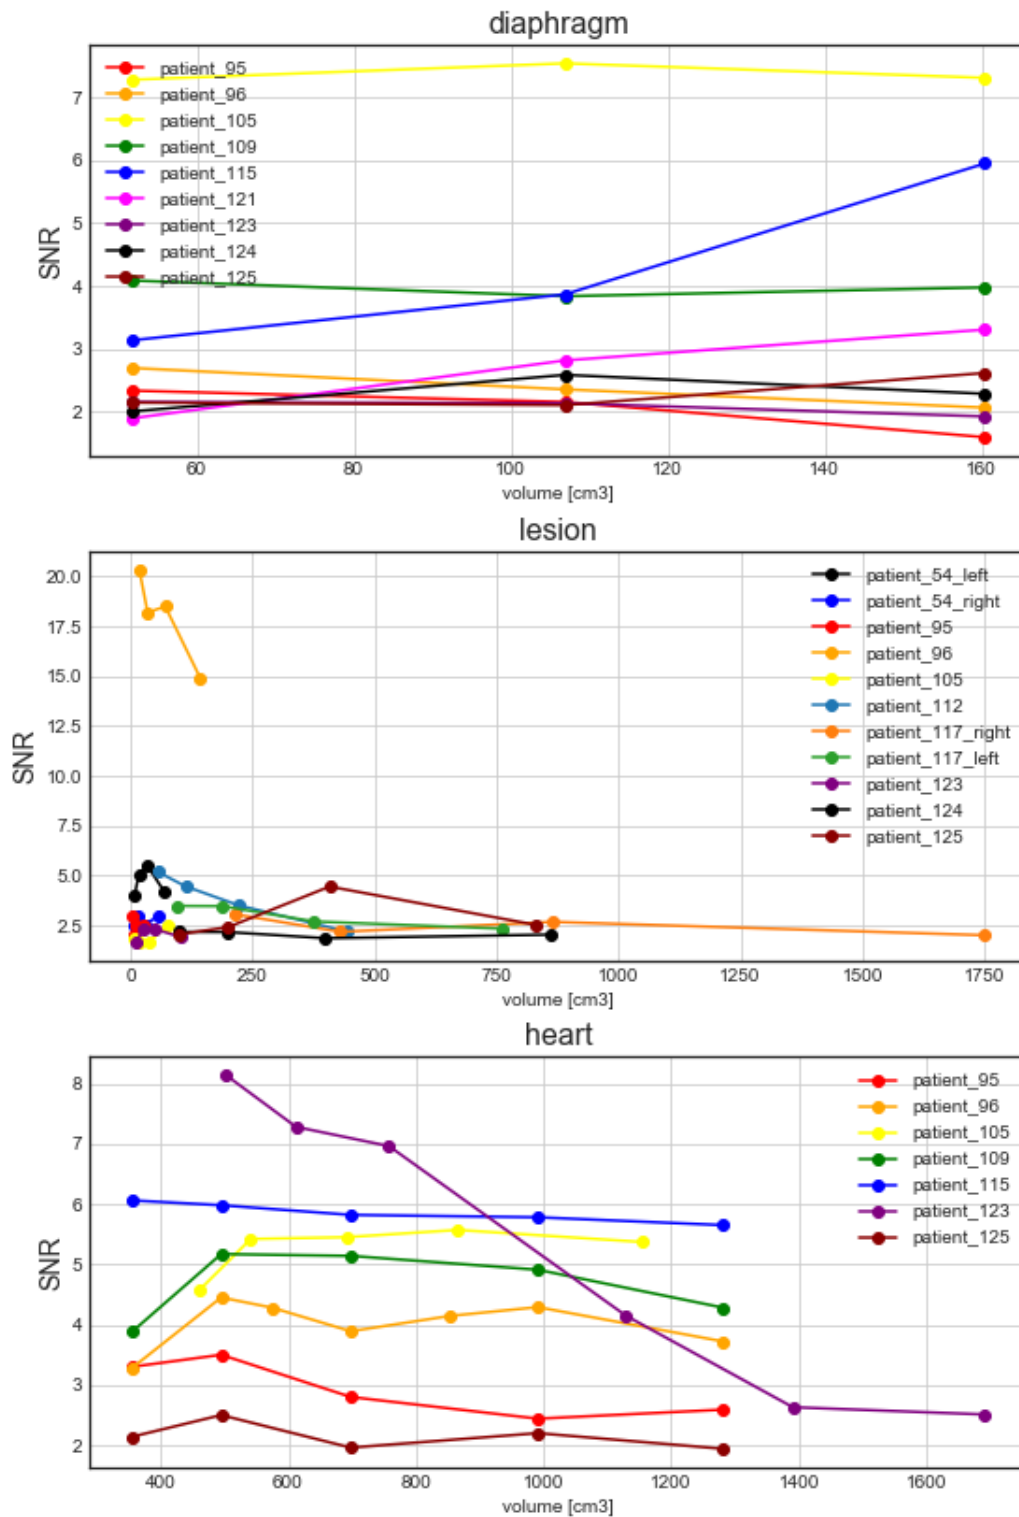 diaphragm
patient_95
patient_96
patient_105
patient_109
patient_115
patient_121
patient_123
patient_124
patient_125
7
6
5
4
3
2
SNR
60 80 100 120 140 160
volume [cm3]
lesion
patient_54_left
patient_54_right
patient_95
patient_96
patient_105
patient_112
patient_117_right
patient_117_left
patient_123
patient_124
patient_125
20.0
17.5
15.0
12.5
10.0
7.5
5.0
2.5
SNR
0 250 500 750 1000 1250 1500 1750
volume [cm3]
heart
patient_95
patient_96
patient_105
patient_109
patient_115
patient_123
patient_125
8
7
6
5
4
3
2
SNR
400 600 800 1000 1200 1400 1600
volume [cm3]